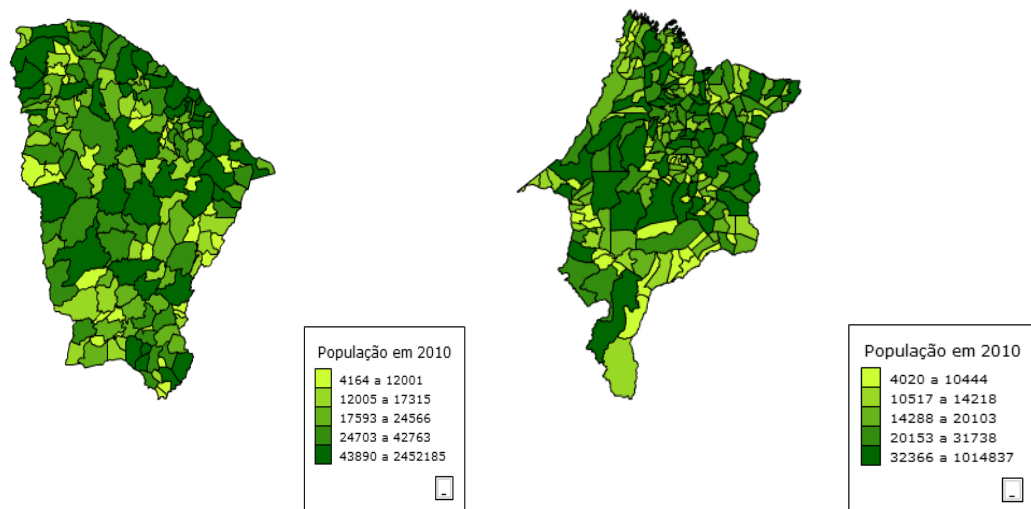 População em 2010
4164 a 12001
12005 a 17315
17593 a 24566
24703 a 42763
43890 a 2452185
-
População em 2010
4020 a 10444
10517 a 14218
14288 a 20103
20153 a 31738
32366 a 1014837
-